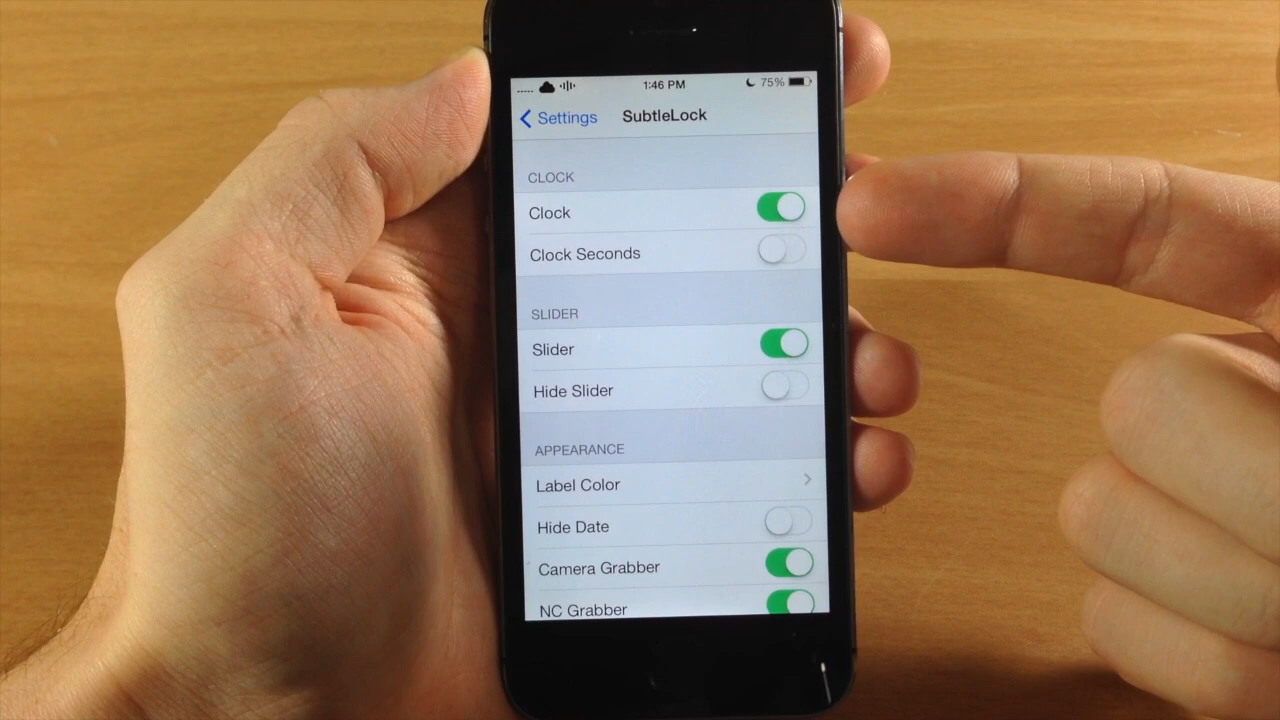 1:46 PM 75%
Settings SubtleLock
CLOCK
Clock
Clock Seconds
SLIDER
Slider
Hide Slider
APPEARANCE
Label Color
Hide Date
Camera Grabber
NC Grabber